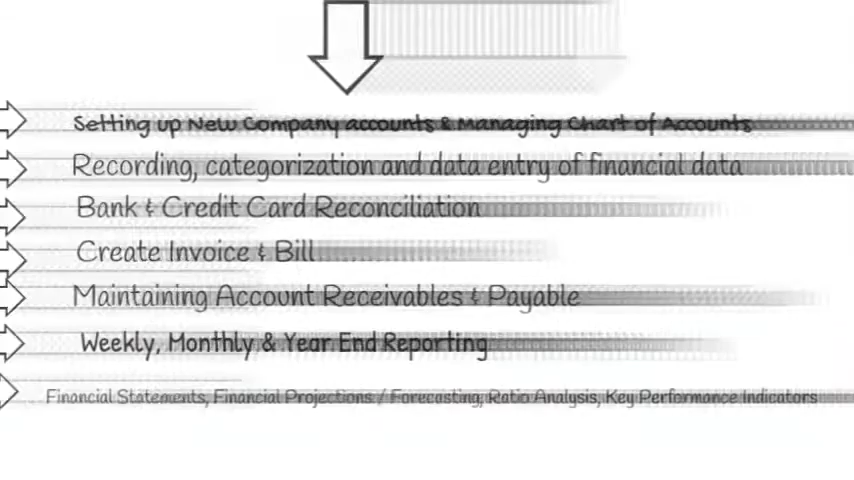 Setting up New Company accounts & Managing Chart of Accounts
Recording, categorization and data entry of financial data
Bank & Credit Card Reconciliation
Create Invoice & Bill
Maintaining Account Receivables & Payable
Weekly, Monthly & Year End Reporting
Financial Statements, Financial Projections / Forecasting, Ratio Analysis, Key Performance Indicators